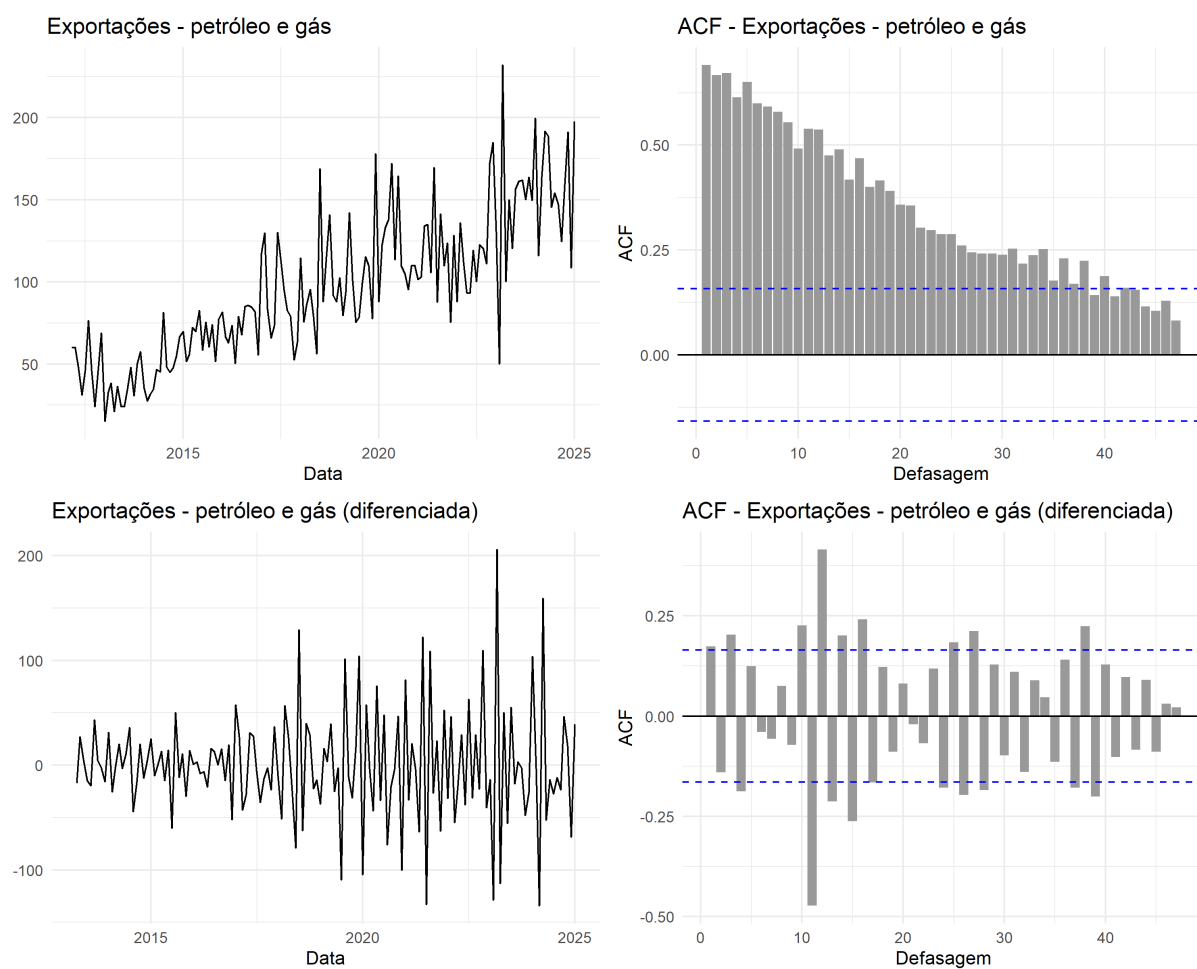 Exportações - petróleo e gás
200
150
100
50
2015 2020 2025
Data
ACF - Exportações - petróleo e gás
ACF
0.50
0.25
0.00
0 10 20 30 40
Defasagem
Exportações - petróleo e gás (diferenciada)
200
100
0
-100
2015 2020 2025
Data
ACF - Exportações - petróleo e gás (diferenciada)
ACF
0.25
0.00
-0.25
-0.50
0 10 20 30 40
Defasagem